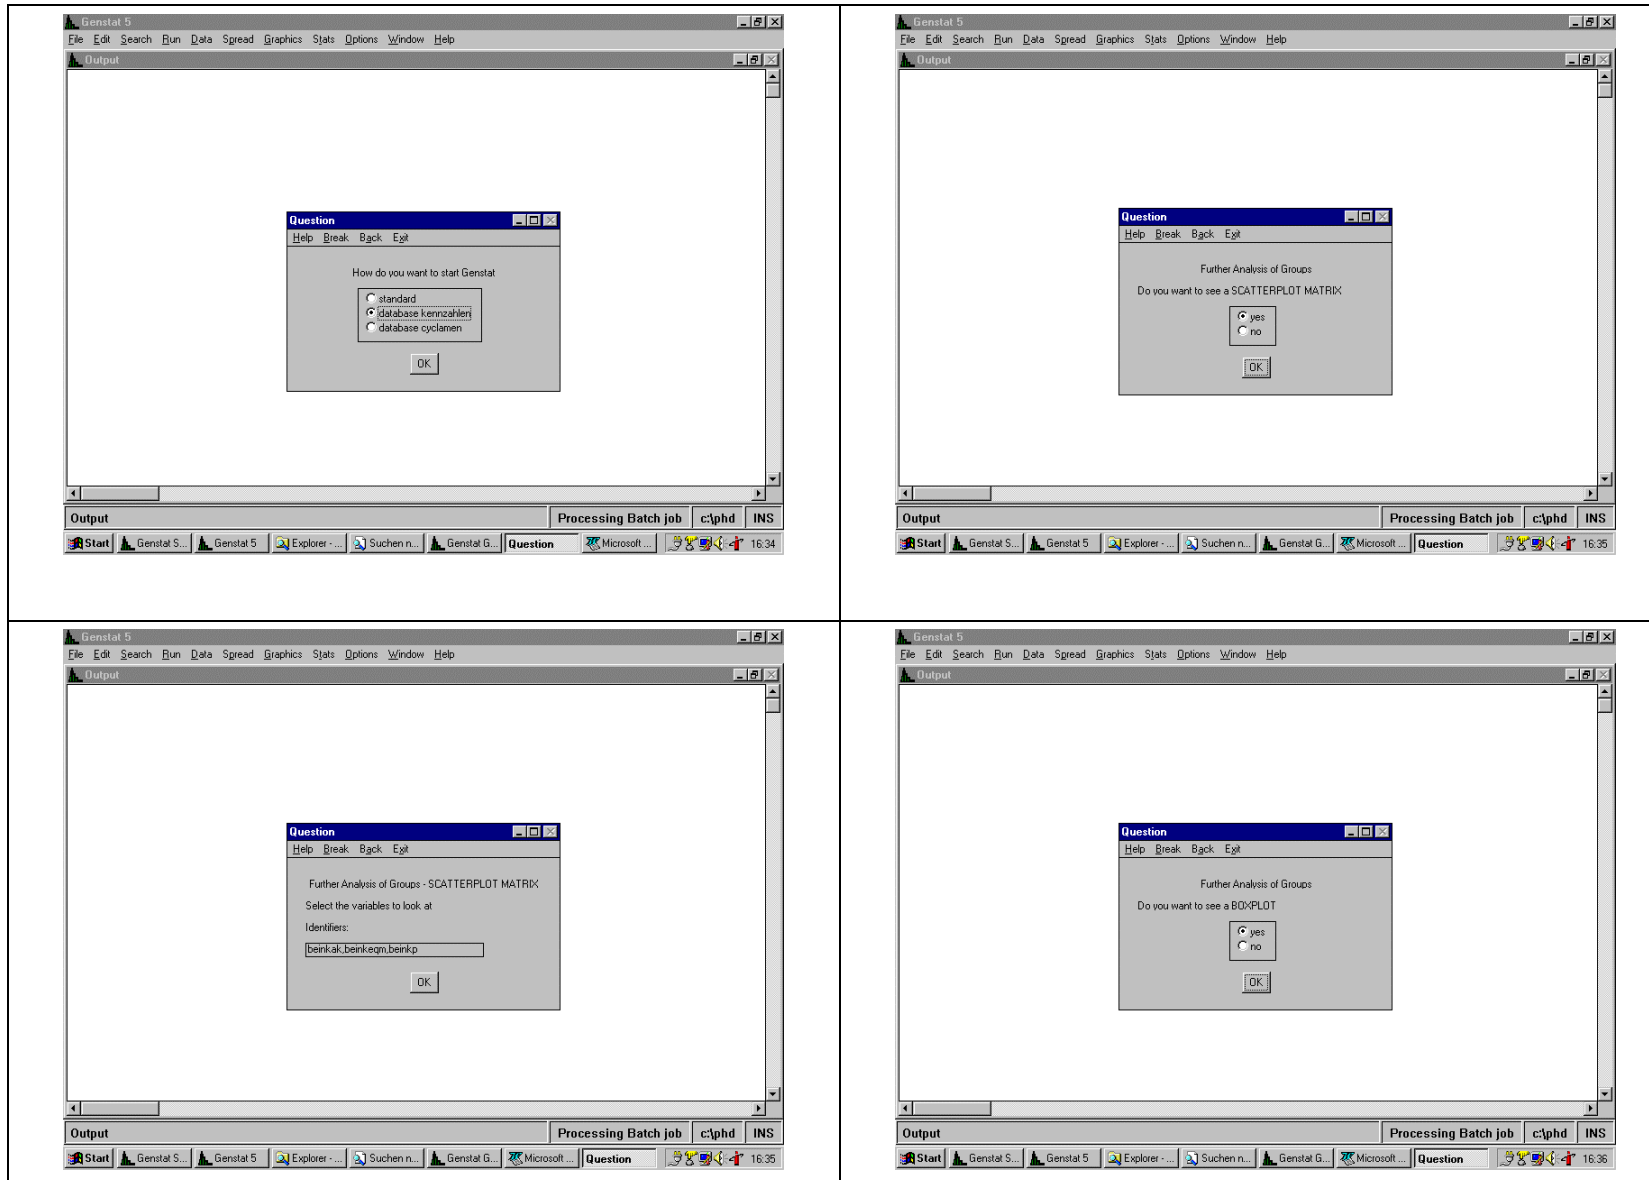 Genstat 5
File Edit Search Run Data Spread Graphics Stats Options Window Help
Output
Question
Help Break Back Exit
How do you want to start Genstat
standard
database kennzahlen
database cyclamen
OK
Output Processing Batch job c:\phd INS
Start Genstat S... Genstat 5 Explorer - ... Suchen n... Genstat G... Question Microsoft ... 16:34
Genstat 5
File Edit Search Run Data Spread Graphics Stats Options Window Help
Output
Question
Help Break Back Exit
Further Analysis of Groups
Do you want to see a SCATTERPLOT MATRIX
yes
no
OK
Output Processing Batch job c:\phd INS
Start Genstat S... Genstat 5 Explorer - ... Suchen n... Genstat G... Microsoft ... Question 16:35
Genstat 5
File Edit Search Run Data Spread Graphics Stats Options Window Help
Output
Question
Help Break Back Exit
Further Analysis of Groups - SCATTERPLOT MATRIX
Select the variables to look at
Identifiers:
beinkak,beinkeqm,beinkp
OK
Output Processing Batch job c:\phd INS
Start Genstat S... Genstat 5 Explorer - ... Suchen n... Genstat G... Microsoft ... Question 16:35
Genstat 5
File Edit Search Run Data Spread Graphics Stats Options Window Help
Output
Question
Help Break Back Exit
Further Analysis of Groups
Do you want to see a BOXPLOT
yes
no
OK
Output Processing Batch job c:\phd INS
Start Genstat S... Genstat 5 Explorer - ... Suchen n... Genstat G... Microsoft ... Question 16:36